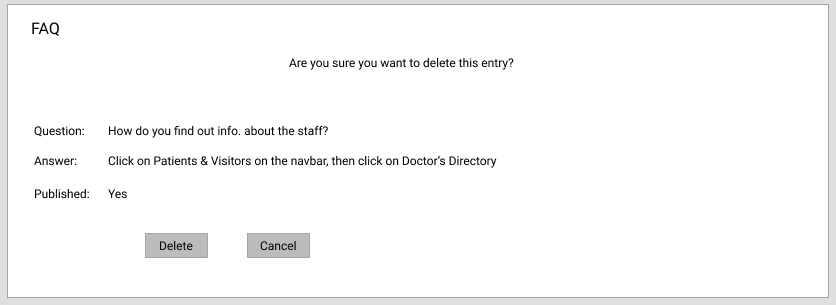 FAQ
Are you sure you want to delete this entry?
Question: How do you find out info. about the staff?
Answer: Click on Patients & Visitors on the navbar, then click on Doctor's Directory
Published: Yes
Delete Cancel